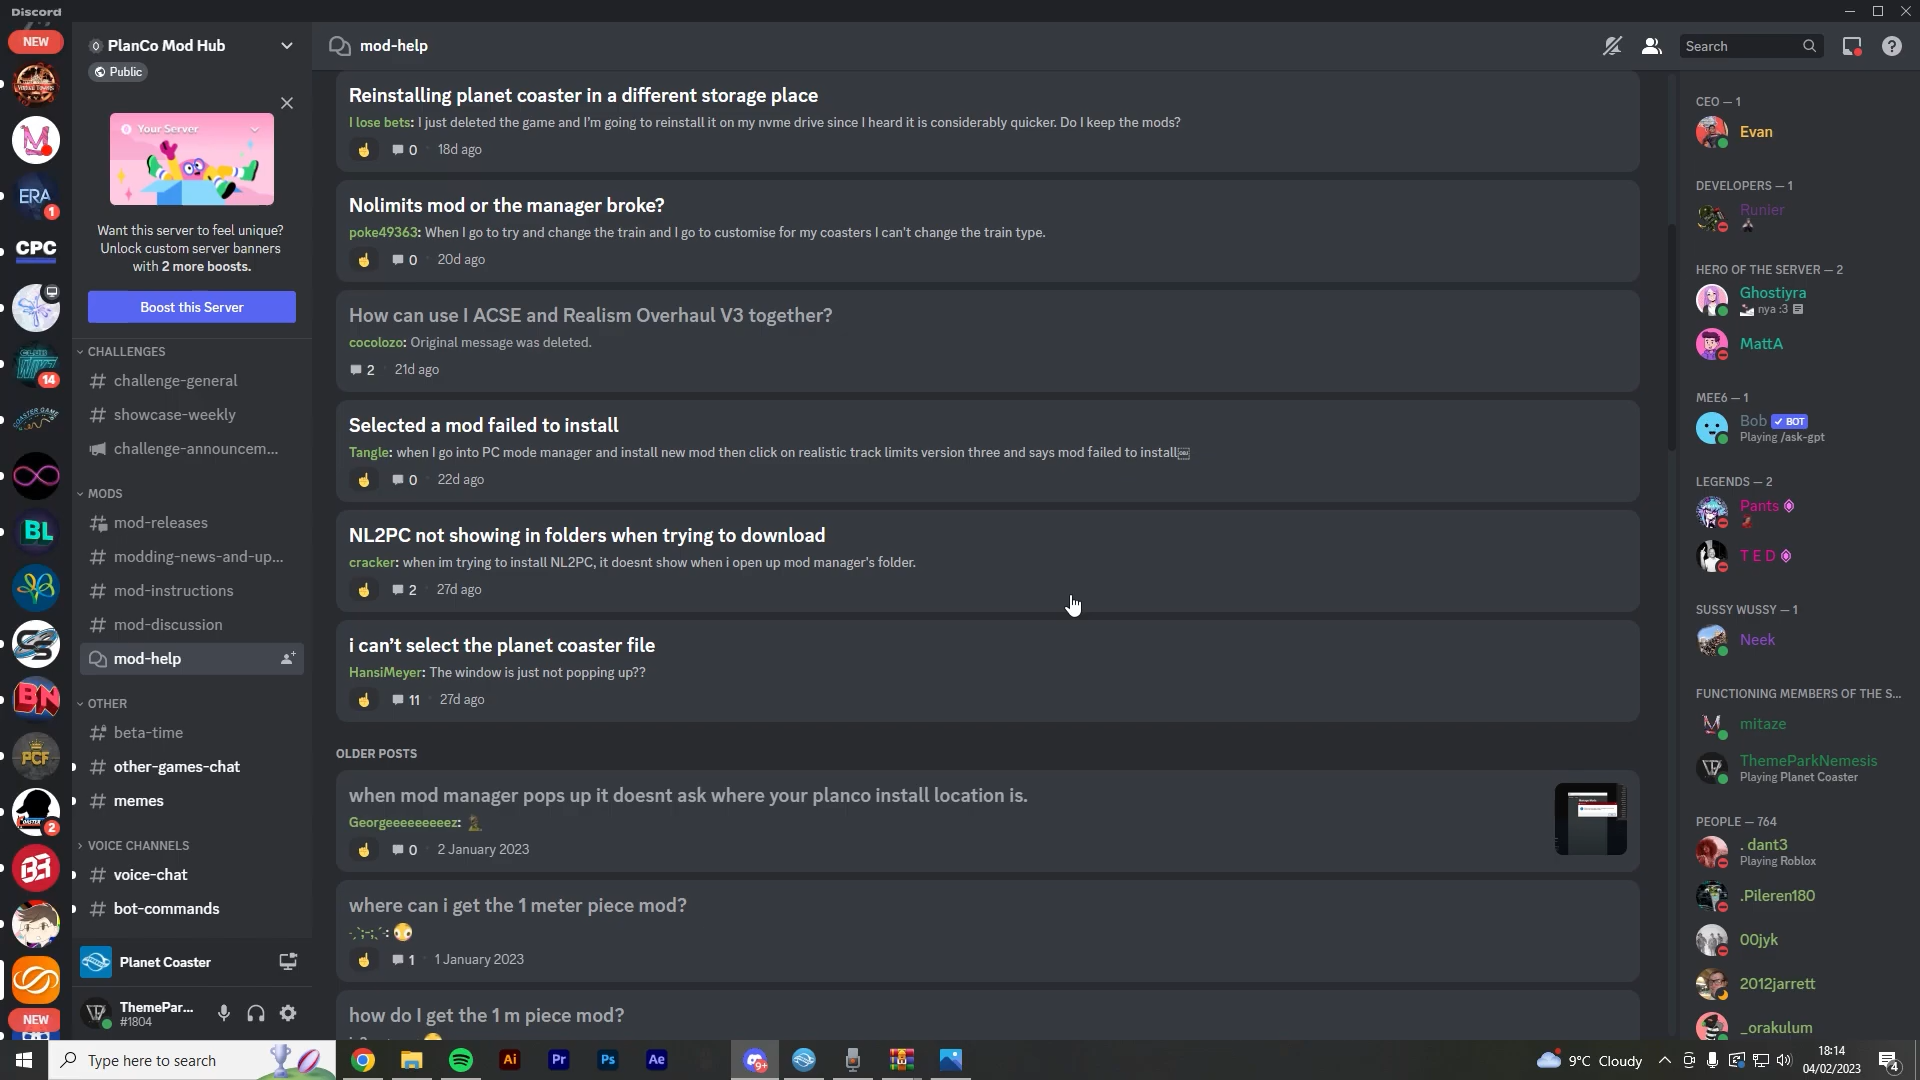 Discord
NEW
PlanCo Mod Hub
Public
Your Server
Want this server to feel unique?
Unlock custom server banners
with 2 more boosts.
Boost this Server
CHALLENGES
challenge-general
showcase-weekly
challenge-announcem...
MODS
mod-releases
modding-news-and-up...
mod-instructions
mod-discussion
mod-help
OTHER
beta-time
other-games-chat
memes
VOICE CHANNELS
voice-chat
bot-commands
Planet Coaster
ThemePar...
#1804
ERA
1
CPC
14
BL
BN
PCF
2
NEW
mod-help
Search
Reinstalling planet coaster in a different storage place
I lose bets: I just deleted the game and I'm going to reinstall it on my nvme drive since I heard it is considerably quicker. Do I keep the mods?
0 18d ago
Nolimits mod or the manager broke?
poke49363: When I go to try and change the train and I go to customise for my coasters I can't change the train type.
0 20d ago
How can use I ACSE and Realism Overhaul V3 together?
cocolozo: Original message was deleted.
2 21d ago
Selected a mod failed to install
Tangle: when I go into PC mode manager and install new mod then click on realistic track limits version three and says mod failed to install
0 22d ago
NL2PC not showing in folders when trying to download
cracker: when im trying to install NL2PC, it doesnt show when i open up mod manager's folder.
2 27d ago
i can't select the planet coaster file
HansiMeyer: The window is just not popping up??
11 27d ago
OLDER POSTS
when mod manager pops up it doesnt ask where your planco install location is.
Georgeeeeeeeeez:
0 2 January 2023
where can i get the 1 meter piece mod?
1 1 January 2023
how do I get the 1 m piece mod?
CEO — 1
Evan
DEVELOPERS — 1
Runier
HERO OF THE SERVER — 2
Ghostiyra
nya :3
MattA
MEE6 — 1
Bob BOT
Playing /ask-gpt
LEGENDS — 2
Pants
T E D
SUSSY WUSSY — 1
Neek
FUNCTIONING MEMBERS OF THE S...
mitaze
ThemeParkNemesis
Playing Planet Coaster
PEOPLE — 764
. dant3
Playing Roblox
.Pileren180
00jyk
2012jarrett
_orakulum
Type here to search
Ai
Pr
Ps
Ae
9+
9°C Cloudy
18:14
04/02/2023
4